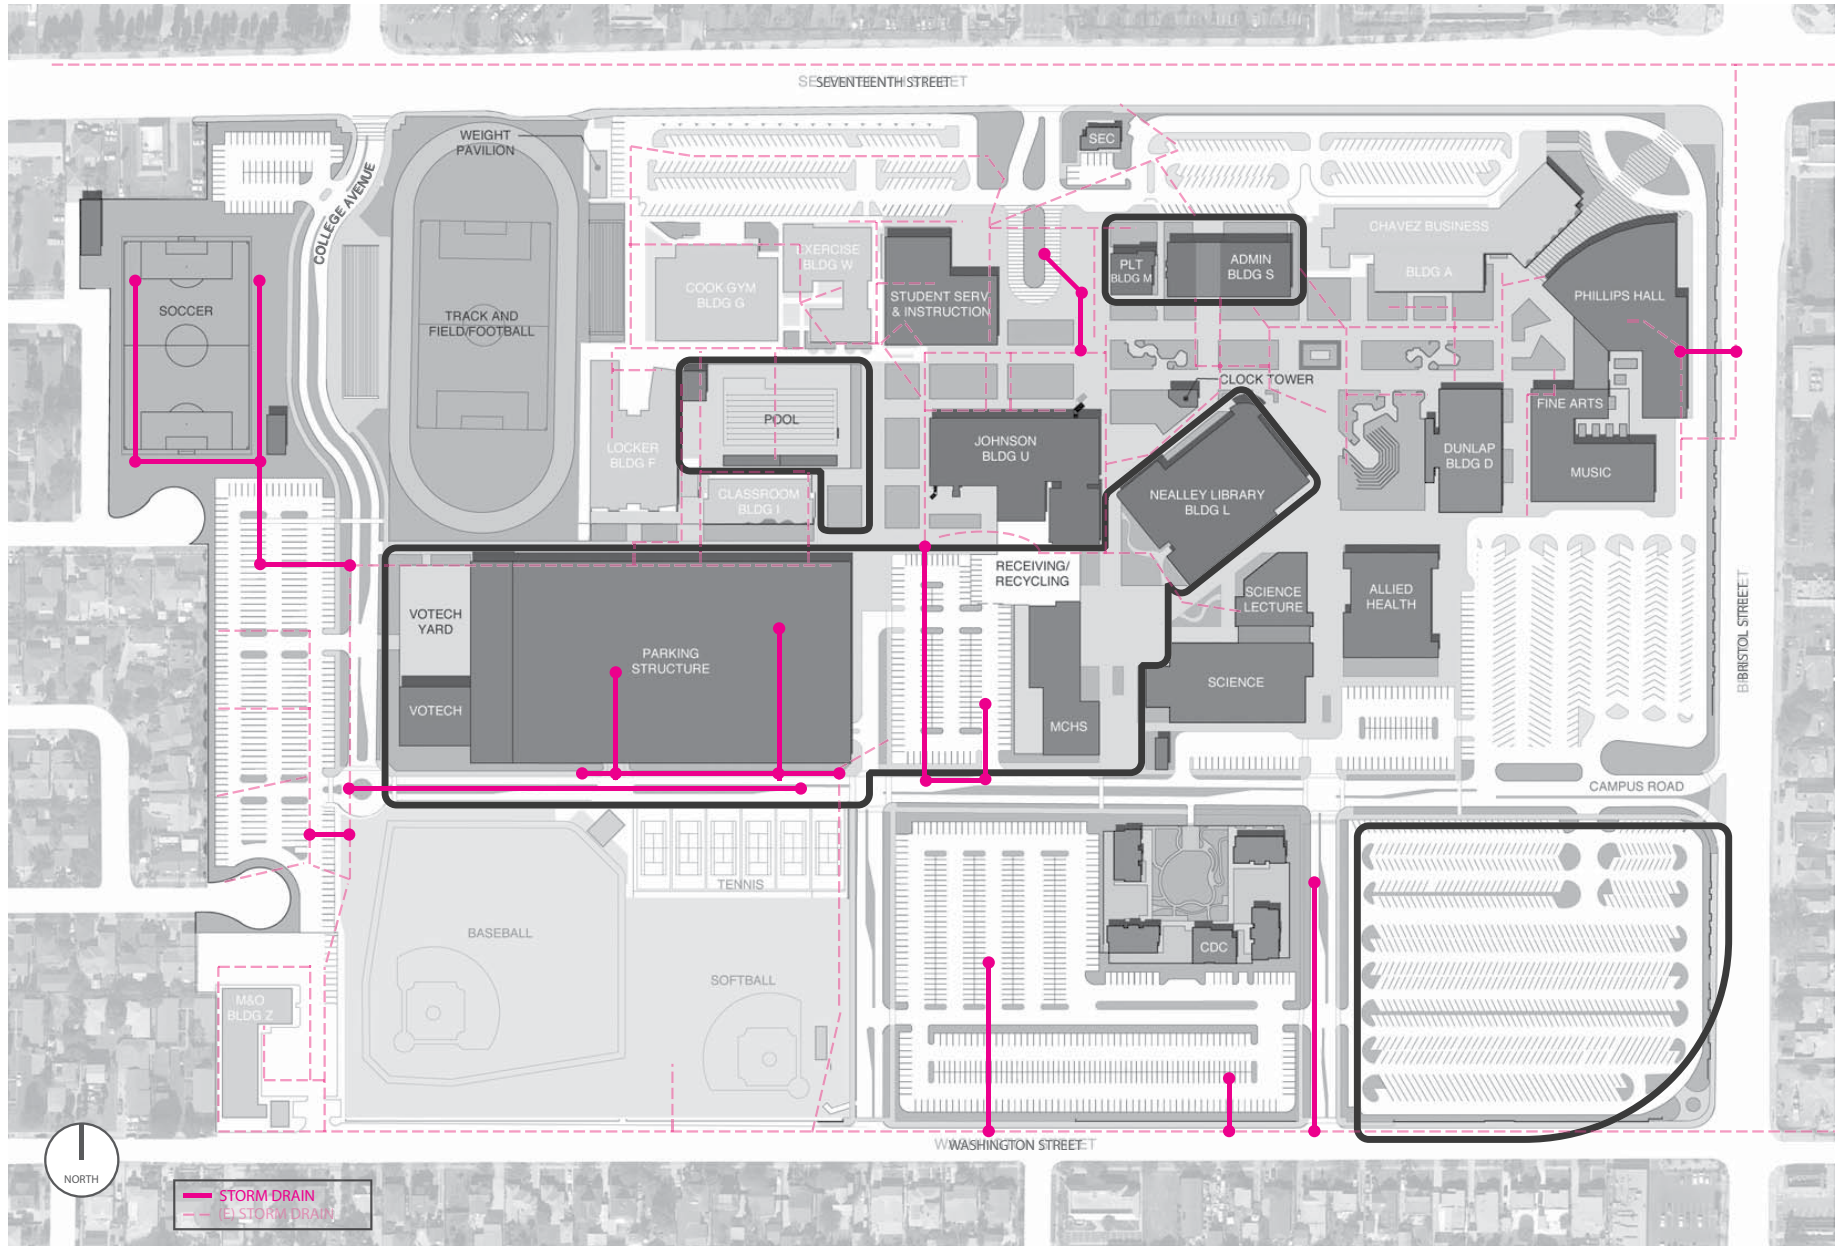 SEVENTEENTH STREET
WEIGHT
PAVILION
SEC
COLLEGE AVENUE
CHAVEZ BUSINESS
EXERCISE
BLDG W
PLT
BLDG M
ADMIN
BLDG S
BLDG A
COOK GYM
BLDG G
STUDENT SERV
& INSTRUCTION
PHILLIPS HALL
SOCCER
TRACK AND
FIELD/FOOTBALL
CLOCK TOWER
POOL
FINE ARTS
LOCKER
BLDG F
JOHNSON
BLDG U
DUNLAP
BLDG D
MUSIC
CLASSROOM
BLDG I
NEALLEY LIBRARY
BLDG L
RECEIVING/
RECYCLING
SCIENCE
LECTURE
ALLIED
HEALTH
VOTECH
YARD
PARKING
STRUCTURE
BRISTOL STREET
SCIENCE
VOTECH
MCHS
CAMPUS ROAD
TENNIS
BASEBALL
CDC
SOFTBALL
M&O
BLDG Z
WASHINGTON STREET
NORTH
STORM DRAIN
(E) STORM DRAIN